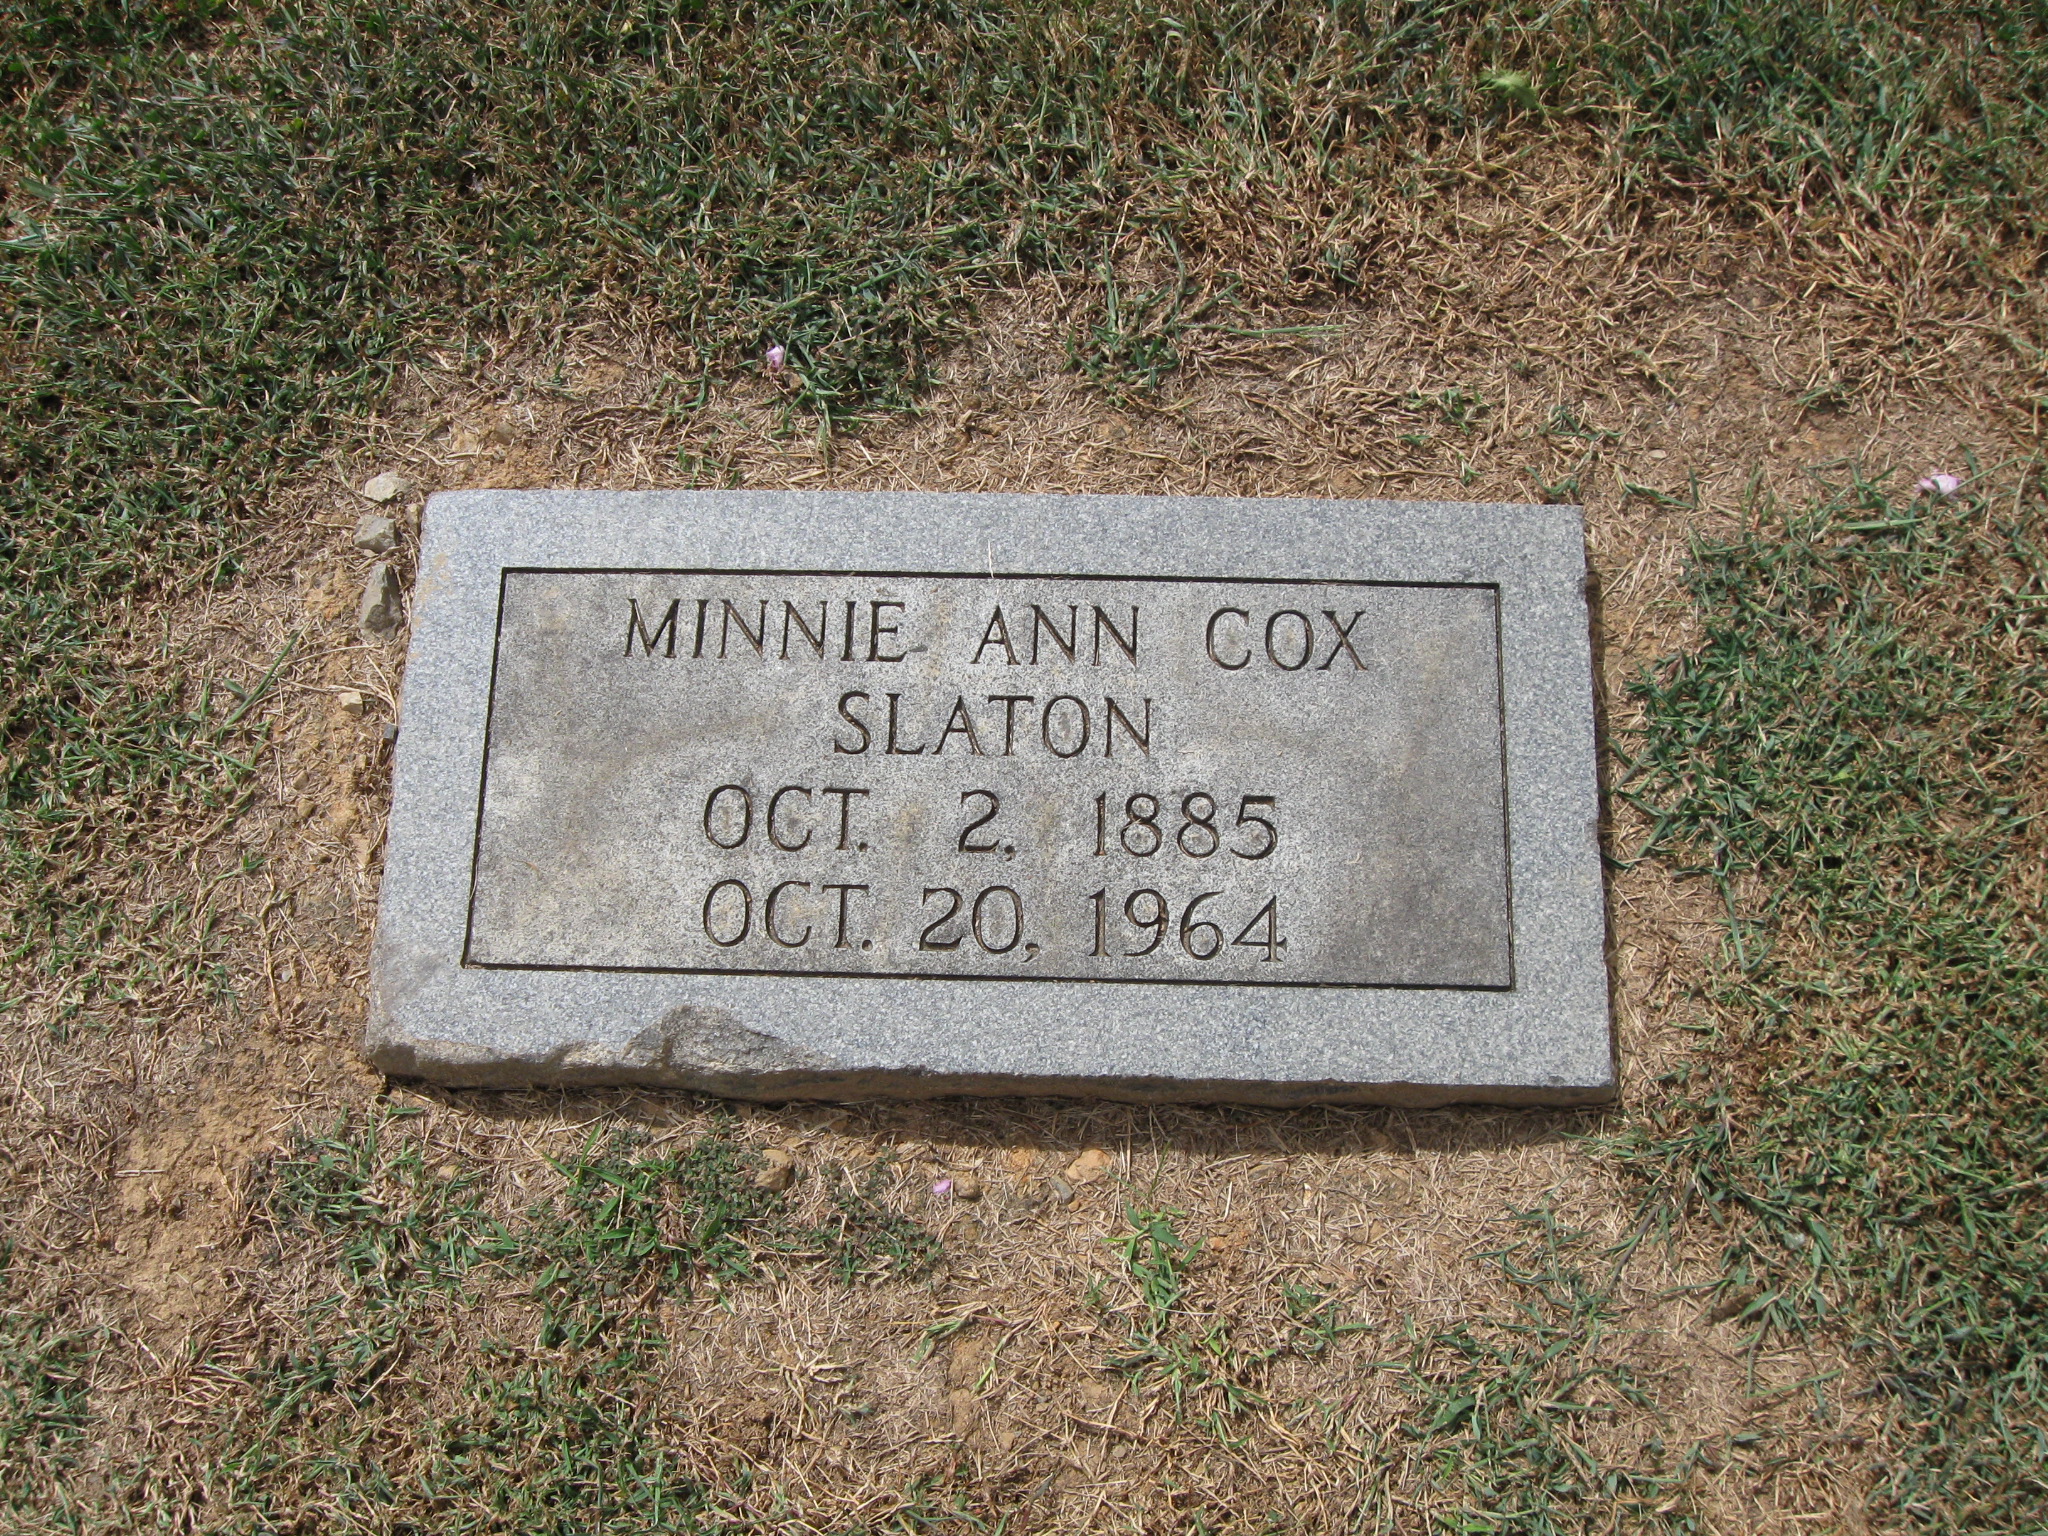 MINNIE ANN COX
SLATON
OCT. 2, 1885
OCT. 20, 1964